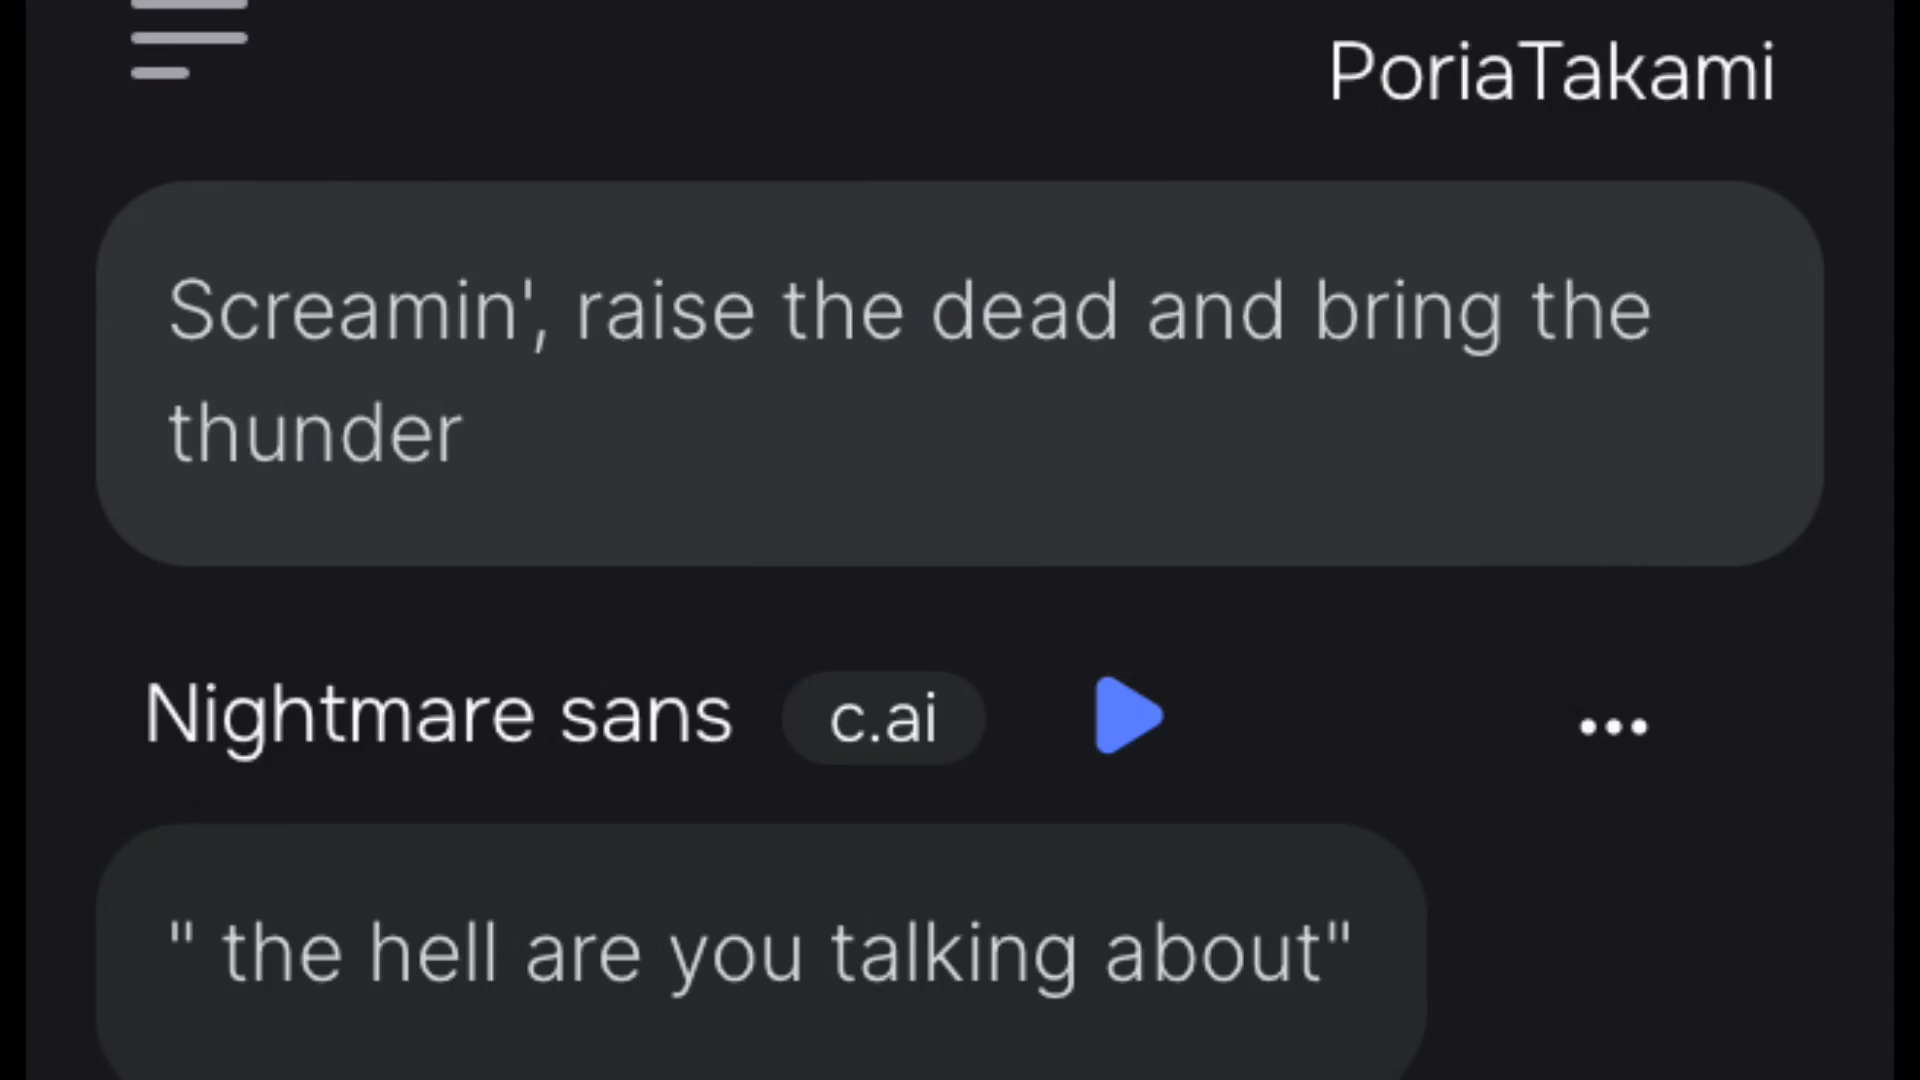 PoriaTakami
Screamin', raise the dead and bring the
thunder
Nightmare sans c.ai
" the hell are you talking about"